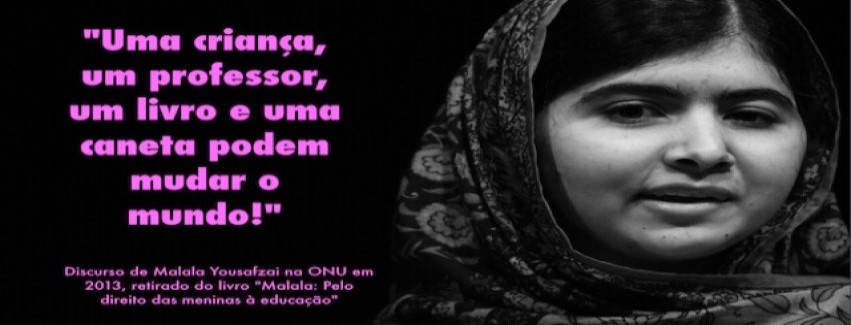 "Uma criança,
um professor,
um livro e uma
caneta podem
mudar o
mundo!"
Discurso de Malala Yousafzai na ONU em
2013, retirado do livro "Malala: Pelo
direito das meninas à educação"